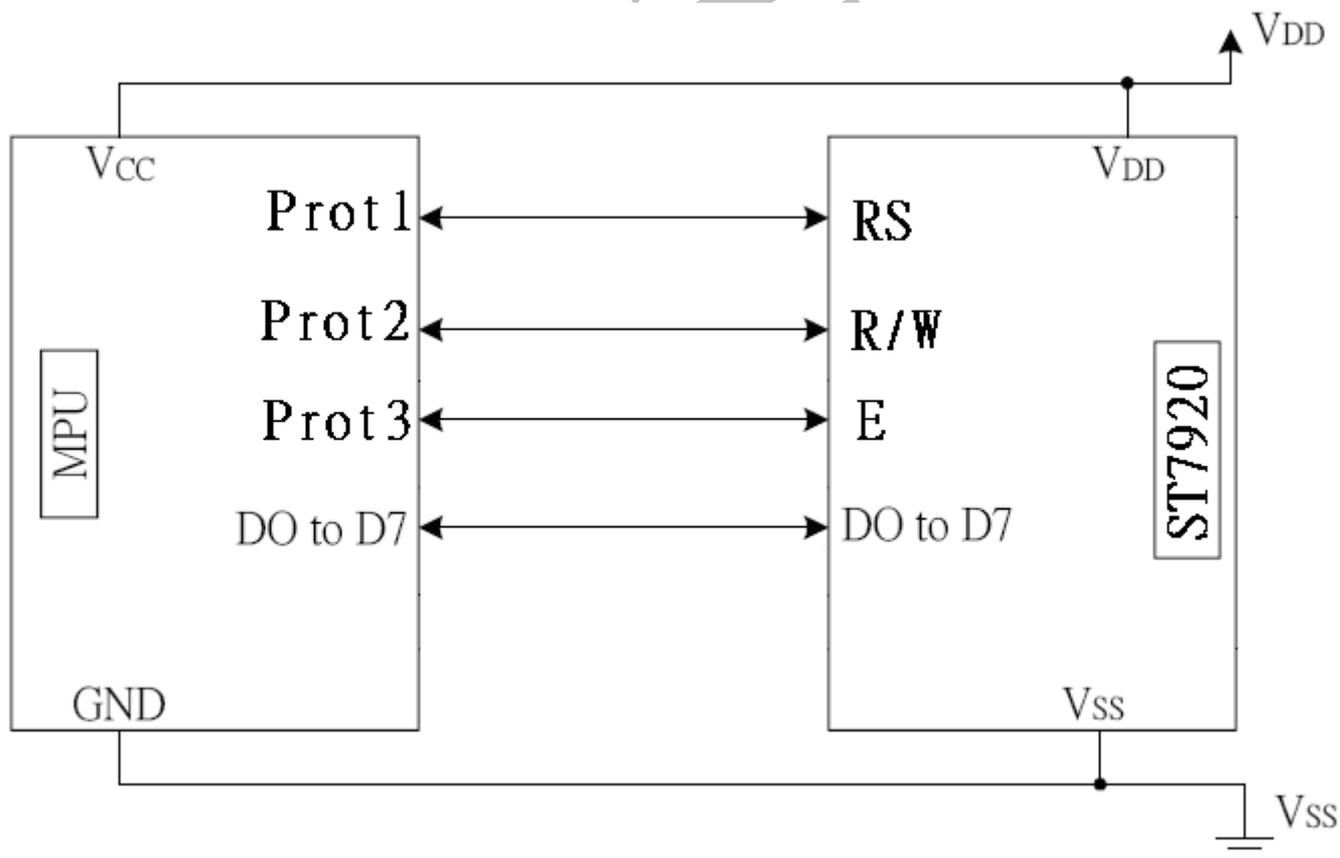 VDD
VCC
VDD
Prot1
RS
Prot2
R/W
MPU
ST7920
Prot3
E
DO to D7
DO to D7
GND
VSS
VSS